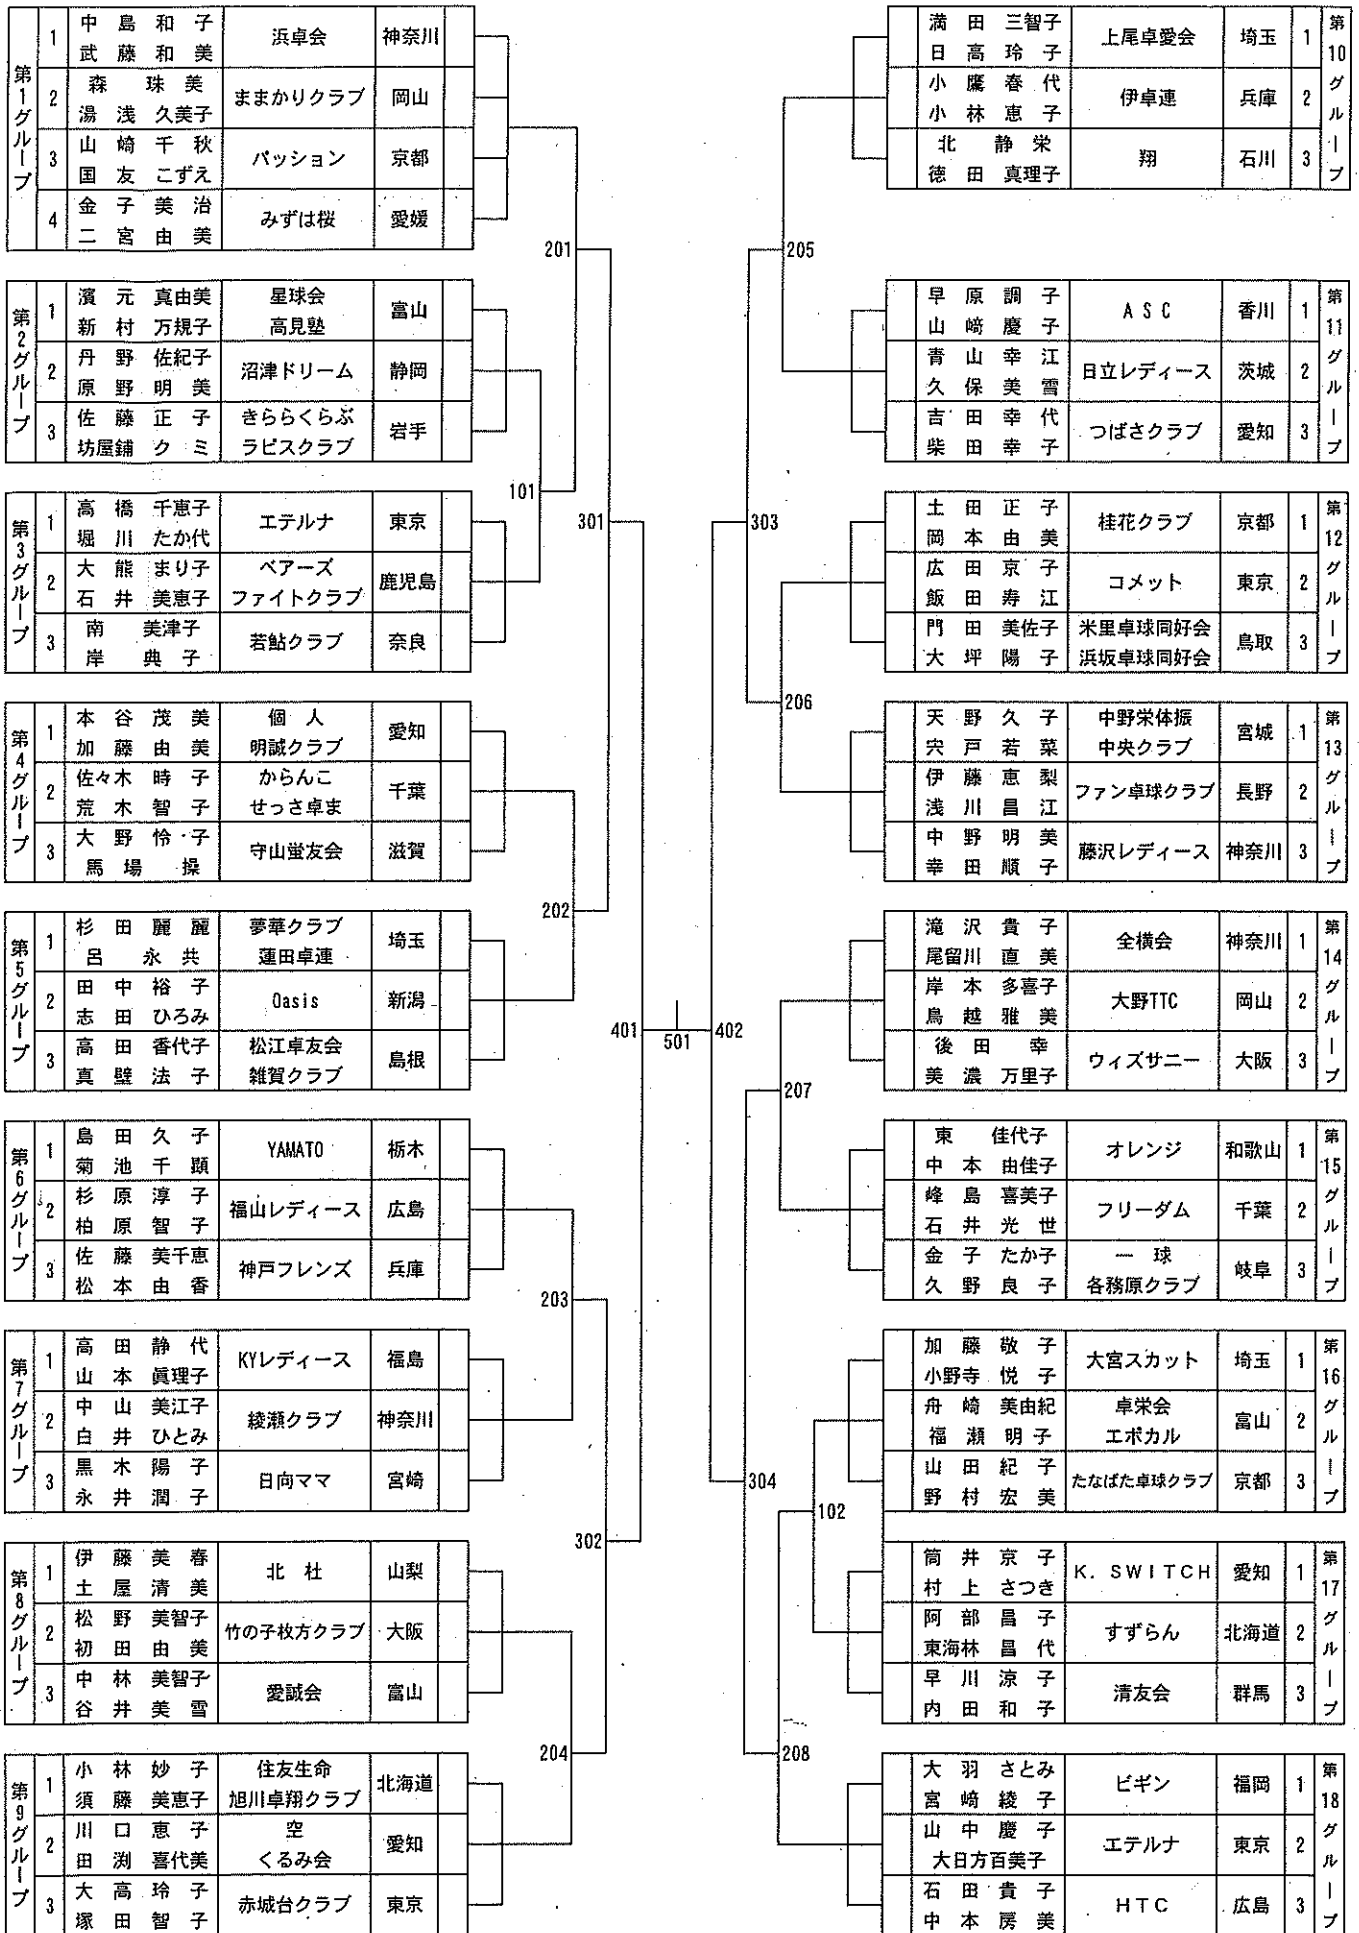 第1グループ
1 中島和子 浜卓会 神奈川
武藤和美
2 森珠美 ままかりクラブ 岡山
湯浅久美子
3 山崎千秋 パッション 京都
国友こずえ
4 金子美治 みずは桜 愛媛
二宮由美
第2グループ
1 濱元真由美 星球会 富山
新村万規子 高見塾
2 丹野佐紀子 沼津ドリーム 静岡
原野明美
3 佐藤正子 きららくらぶ 岩手
坊屋鋪クミ ラピスクラブ
第3グループ
1 高橋千恵子 エテルナ 東京
堀川たか代
2 大熊まり子 ベアーズ 鹿児島
石井美恵子 ファイトクラブ
3 南美津子 若鮎クラブ 奈良
岸典子
第4グループ
1 本谷茂美 個人 愛知
加藤由美 明誠クラブ
2 佐々木時子 からんこ 千葉
荒木智子 せっさ卓ま
3 大野怜子 守山蛍友会 滋賀
馬場操
第5グループ
1 杉田麗麗 夢華クラブ 埼玉
呂永共 蓮田卓連
2 田中裕子 Oasis 新潟
志田ひろみ
3 高田香代子 松江卓友会 島根
真壁法子 雑賀クラブ
第6グループ
1 島田久子 YAMATO 栃木
菊池千顕
2 杉原淳子 福山レディース 広島
柏原智子
3 佐藤美千恵 神戸フレンズ 兵庫
松本由香
第7グループ
1 高田静代 KYレディース 福島
山本眞理子
2 中山美江子 綾瀬クラブ 神奈川
白井ひとみ
3 黒木陽子 日向ママ 宮崎
永井潤子
第8グループ
1 伊藤美春 北杜 山梨
土屋清美
2 松野美智子 竹の子枚方クラブ 大阪
初田由美
3 中林美智子 愛誠会 富山
谷井美雪
第9グループ
1 小林妙子 住友生命 北海道
須藤美恵子 旭川卓翔クラブ
2 川口恵子 空 愛知
田渕喜代美 くるみ会
3 大高玲子 赤城台クラブ 東京
塚田智子
101
201
202
203
204
301
302
401
501
402
303
304
205
206
207
208
102
第10グループ
満田三智子 上尾卓愛会 埼玉 1
日高玲子
小鷹春代 伊卓連 兵庫 2
小林恵子
北静栄 翔 石川 3
徳田真理子
第11グループ
早原調子 ASC 香川 1
山﨑慶子
青山幸江 日立レディース 茨城 2
久保美雪
吉田幸代 つばさクラブ 愛知 3
柴田幸子
第12グループ
土田正子 桂花クラブ 京都 1
岡本由美
広田京子 コメット 東京 2
飯田寿江
門田美佐子 米里卓球同好会 鳥取 3
大坪陽子 浜坂卓球同好会
第13グループ
天野久子 中野栄体振 宮城 1
宍戸若菜 中央クラブ
伊藤恵梨 ファン卓球クラブ 長野 2
浅川昌江
中野明美 藤沢レディース 神奈川 3
幸田順子
第14グループ
滝沢貴子 全横会 神奈川 1
尾留川直美
岸本多喜子 大野TTC 岡山 2
鳥越雅美
後田幸 ウィズサニー 大阪 3
美濃万里子
第15グループ
東佳代子 オレンジ 和歌山 1
中本由佳子
峰島喜美子 フリーダム 千葉 2
石井光世
金子たか子 一球 岐阜 3
久野良子 各務原クラブ
第16グループ
加藤敬子 大宮スカット 埼玉 1
小野寺悦子
舟崎美由紀 卓栄会 富山 2
福瀬明子 エポカル
山田紀子 たなばた卓球クラブ 京都 3
野村宏美
第17グループ
筒井京子 K.SWITCH 愛知 1
村上さつき
阿部昌子 すずらん 北海道 2
東海林昌代
早川涼子 清友会 群馬 3
内田和子
第18グループ
大羽さとみ ビギン 福岡 1
宮崎綾子
山中慶子 エテルナ 東京 2
大日方百美子
石田貴子 HTC 広島 3
中本房美